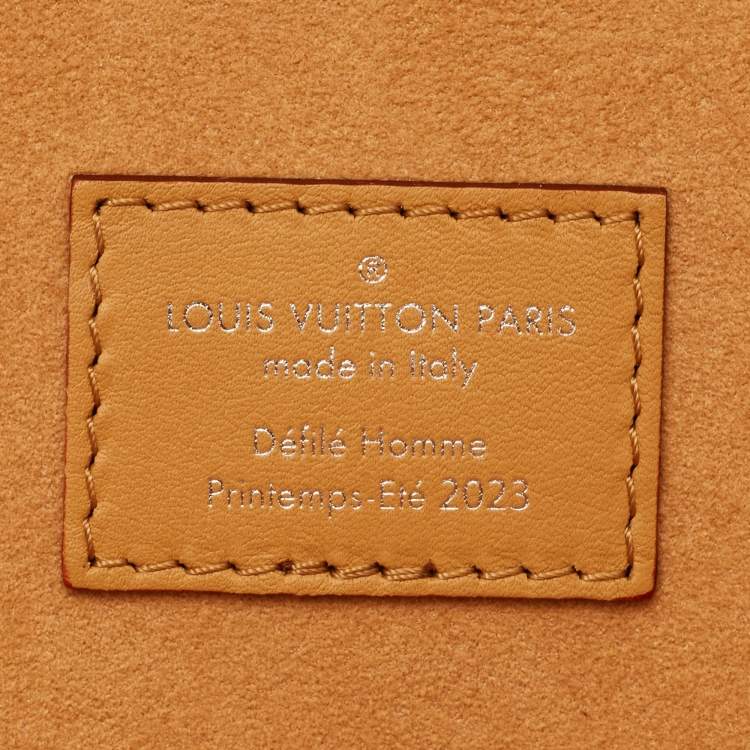 ®
LOUIS VUITTON PARIS
made in Italy
Défilé Homme
Printemps-Eté 2023